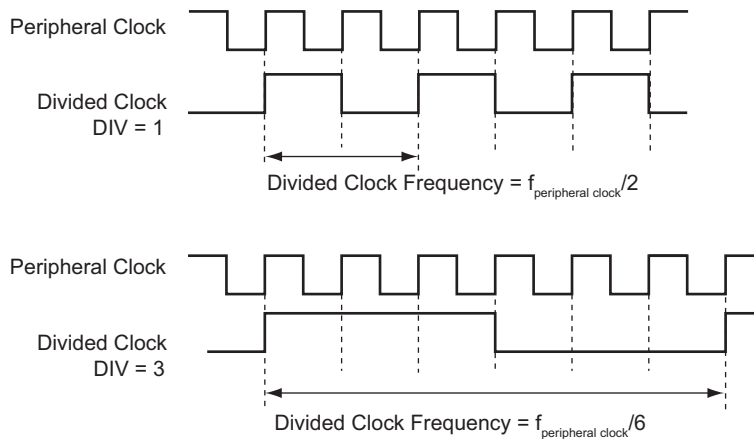 Peripheral Clock
Divided Clock
DIV = 1
Divided Clock Frequency = fperipheral clock/2
Peripheral Clock
Divided Clock
DIV = 3
Divided Clock Frequency = fperipheral clock/6